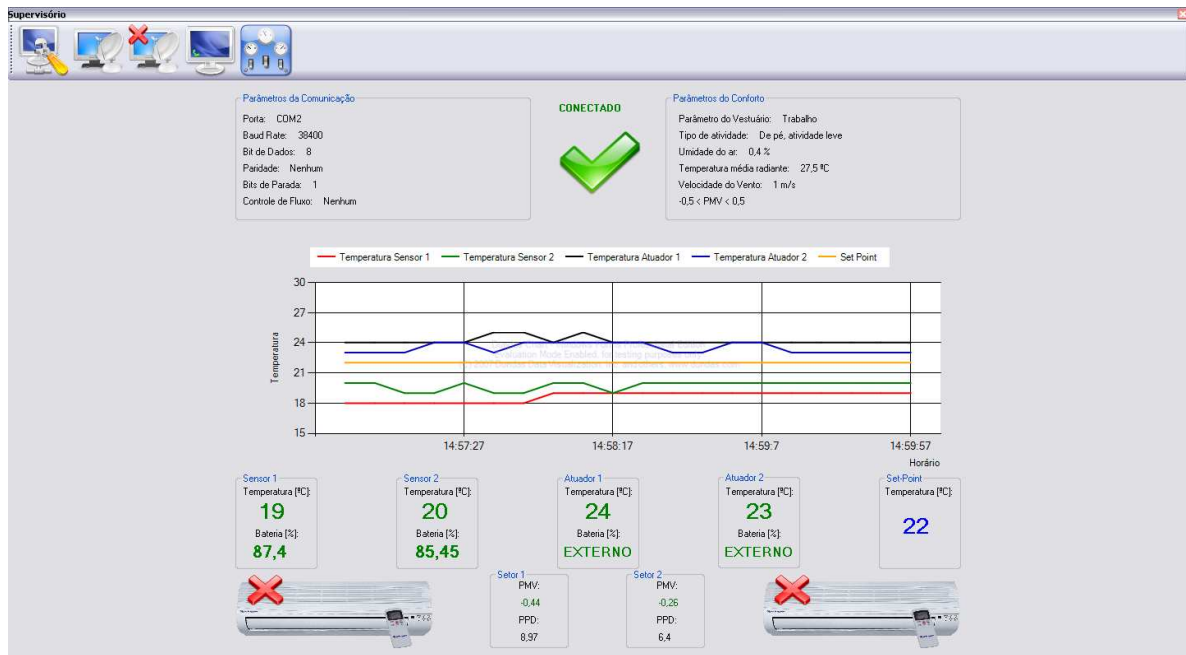 Supervisório
Parâmetros da Comunicação
Porta: COM2
Baud Rate: 38400
Bit de Dados: 8
Paridade: Nenhum
Bits de Parada: 1
Controle de Fluxo: Nenhum
CONECTADO
Parâmetros do Conforto
Parâmetro do Vestuário: Trabalho
Tipo de atividade: De pé, atividade leve
Umidade do ar: 0,4 %
Temperatura média radiante: 27,5 ºC
Velocidade do Vento: 1 m/s
-0,5 < PMV < 0,5
Temperatura Sensor 1 Temperatura Sensor 2 Temperatura Atuador 1 Temperatura Atuador 2 Set Point
Temperatura
30
27
24
21
18
15
Evaluation Mode Enabled, for testing purposes only
14:57:27 14:58:17 14:59:7 14:59:57
Horário
Sensor 1
Temperatura [ºC]:
19
Bateria [%]:
87,4
Sensor 2
Temperatura [ºC]:
20
Bateria [%]:
85,45
Atuador 1
Temperatura [ºC]:
24
Bateria [%]:
EXTERNO
Atuador 2
Temperatura [ºC]:
23
Bateria [%]:
EXTERNO
Set-Point
Temperatura [ºC]:
22
Setor 1
PMV:
-0,44
PPD:
8,97
Setor 2
PMV:
-0,26
PPD:
6,4